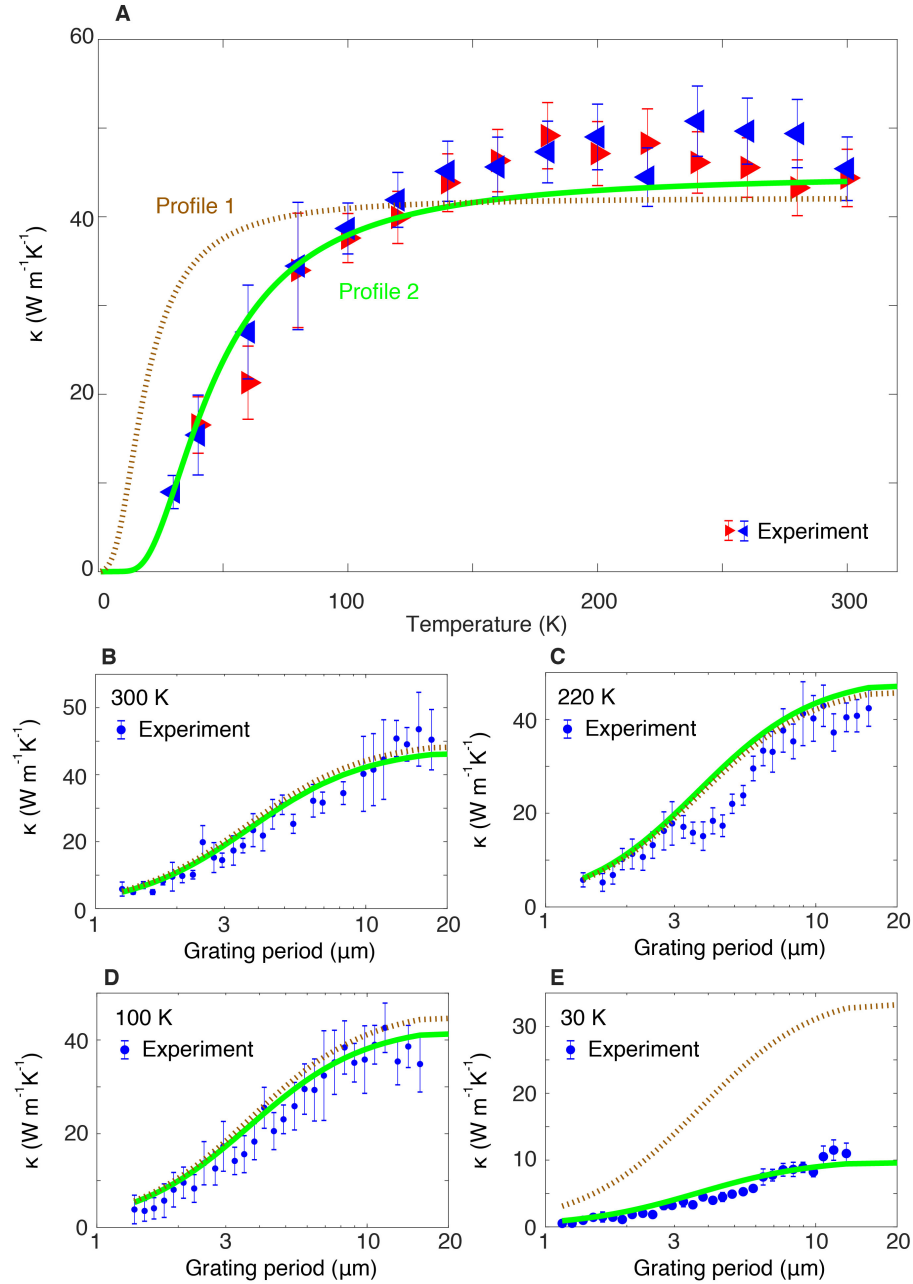 A
60
40
20
0
κ (W m⁻¹K⁻¹)
Profile 1
Profile 2
Experiment
0 100 200 300
Temperature (K)
B
300 K
Experiment
50
40
20
0
κ (W m⁻¹K⁻¹)
1 3 10 20
Grating period (μm)
C
220 K
Experiment
40
20
0
κ (W m⁻¹K⁻¹)
1 3 10 20
Grating period (μm)
D
100 K
Experiment
40
20
0
κ (W m⁻¹K⁻¹)
1 3 10 20
Grating period (μm)
E
30 K
Experiment
30
20
10
0
κ (W m⁻¹K⁻¹)
1 3 10 20
Grating period (μm)